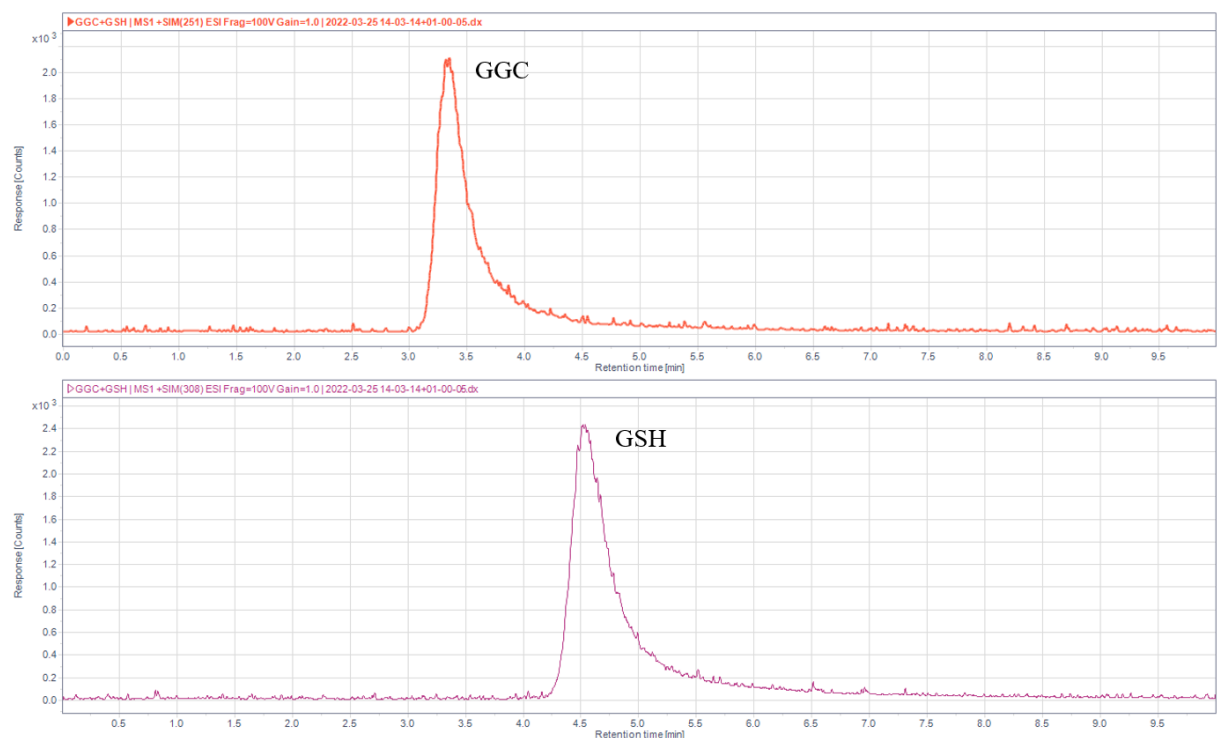 GGC+GSH | MS1 +SIM(251) ESI Frag=100V Gain=1.0 | 2022-03-25 14-03-14+01-00-05.dx
x10 3
2.0
1.8
1.6
1.4
1.2
1.0
0.8
0.6
0.4
0.2
0.0
Response [Counts]
GGC
0.0 0.5 1.0 1.5 2.0 2.5 3.0 3.5 4.0 4.5 5.0 5.5 6.0 6.5 7.0 7.5 8.0 8.5 9.0 9.5
Retention time [min]
GGC+GSH | MS1 +SIM(308) ESI Frag=100V Gain=1.0 | 2022-03-25 14-03-14+01-00-05.dx
x10 3
2.4
2.2
2.0
1.8
1.6
1.4
1.2
1.0
0.8
0.6
0.4
0.2
0.0
Response [Counts]
GSH
0.5 1.0 1.5 2.0 2.5 3.0 3.5 4.0 4.5 5.0 5.5 6.0 6.5 7.0 7.5 8.0 8.5 9.0 9.5
Retention time [min]